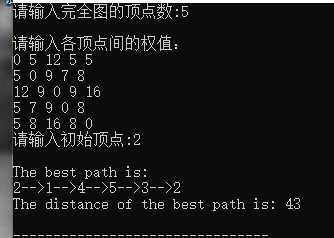 请输入完全图的顶点数:5
请输入各顶点间的权值：
0 5 12 5 5
5 0 9 7 8
12 9 0 9 16
5 7 9 0 8
5 8 16 8 0
请输入初始顶点:2
The best path is:
2-->1-->4-->5-->3-->2
The distance of the best path is: 43
--------------------------------